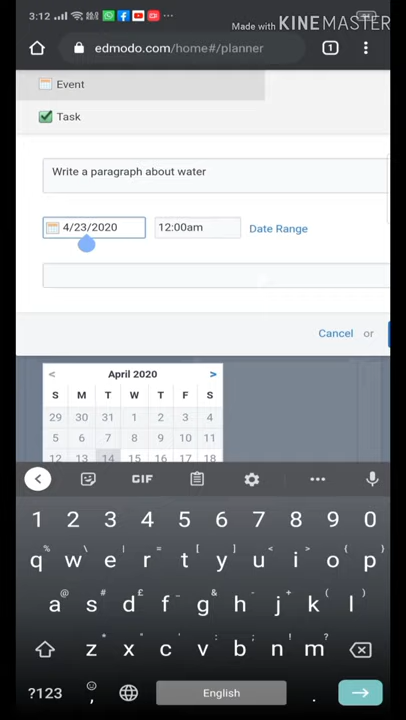 3:12
Made with KINEMASTER
edmodo.com/home#/planner 1
Event
Task
Write a paragraph about water
4/23/2020 12:00am Date Range
Cancel or
< April 2020 >
S M T W T F S
29 30 31 1 2 3 4
5 6 7 8 9 10 11
12 13 14 15 16 17 18
GIF
1 2 3 4 5 6 7 8 9 0
q w e r t y u i o p
a s d f g h j k l
z x c v b n m
?123 , English .